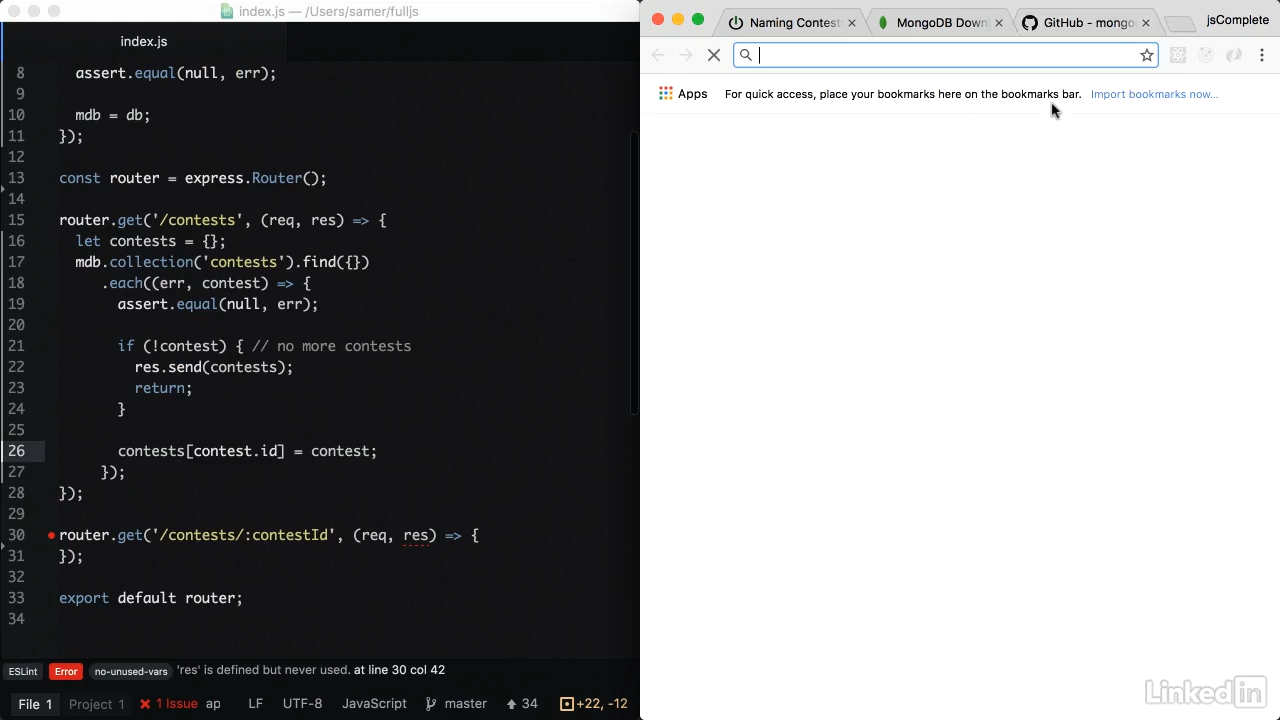 index.js — /Users/samer/fulljs
index.js
8 assert.equal(null, err);
9
10 mdb = db;
11 });
12
13 const router = express.Router();
14
15 router.get('/contests', (req, res) => {
16 let contests = {};
17 mdb.collection('contests').find({})
18 .each((err, contest) => {
19 assert.equal(null, err);
20
21 if (!contest) { // no more contests
22 res.send(contests);
23 return;
24 }
25
26 contests[contest.id] = contest;
27 });
28 });
29
30 router.get('/contests/:contestId', (req, res) => {
31 });
32
33 export default router;
34
ESLint Error no-unused-vars 'res' is defined but never used. at line 30 col 42
File 1 Project 1 1 Issue ap LF UTF-8 JavaScript master 34 +22, -12
Naming Contest MongoDB Downl GitHub - mongo jsComplete
Apps For quick access, place your bookmarks here on the bookmarks bar. Import bookmarks now...
Linked in